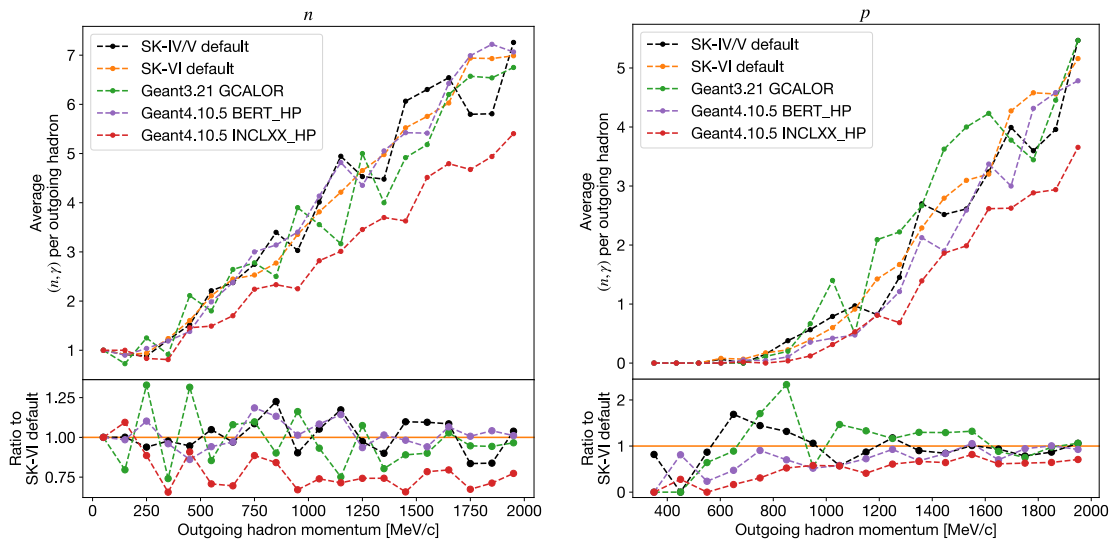 n
SK-IV/V default
SK-VI default
Geant3.21 GCALOR
Geant4.10.5 BERT_HP
Geant4.10.5 INCLXX_HP
Average
(n, γ) per outgoing hadron
7
6
5
4
3
2
1
Ratio to
SK-VI default
1.25
1.00
0.75
0
250
500
750
1000
1250
1500
1750
2000
Outgoing hadron momentum [MeV/c]
p
SK-IV/V default
SK-VI default
Geant3.21 GCALOR
Geant4.10.5 BERT_HP
Geant4.10.5 INCLXX_HP
Average
(n, γ) per outgoing hadron
5
4
3
2
1
0
Ratio to
SK-VI default
2
1
0
400
600
800
1000
1200
1400
1600
1800
2000
Outgoing hadron momentum [MeV/c]